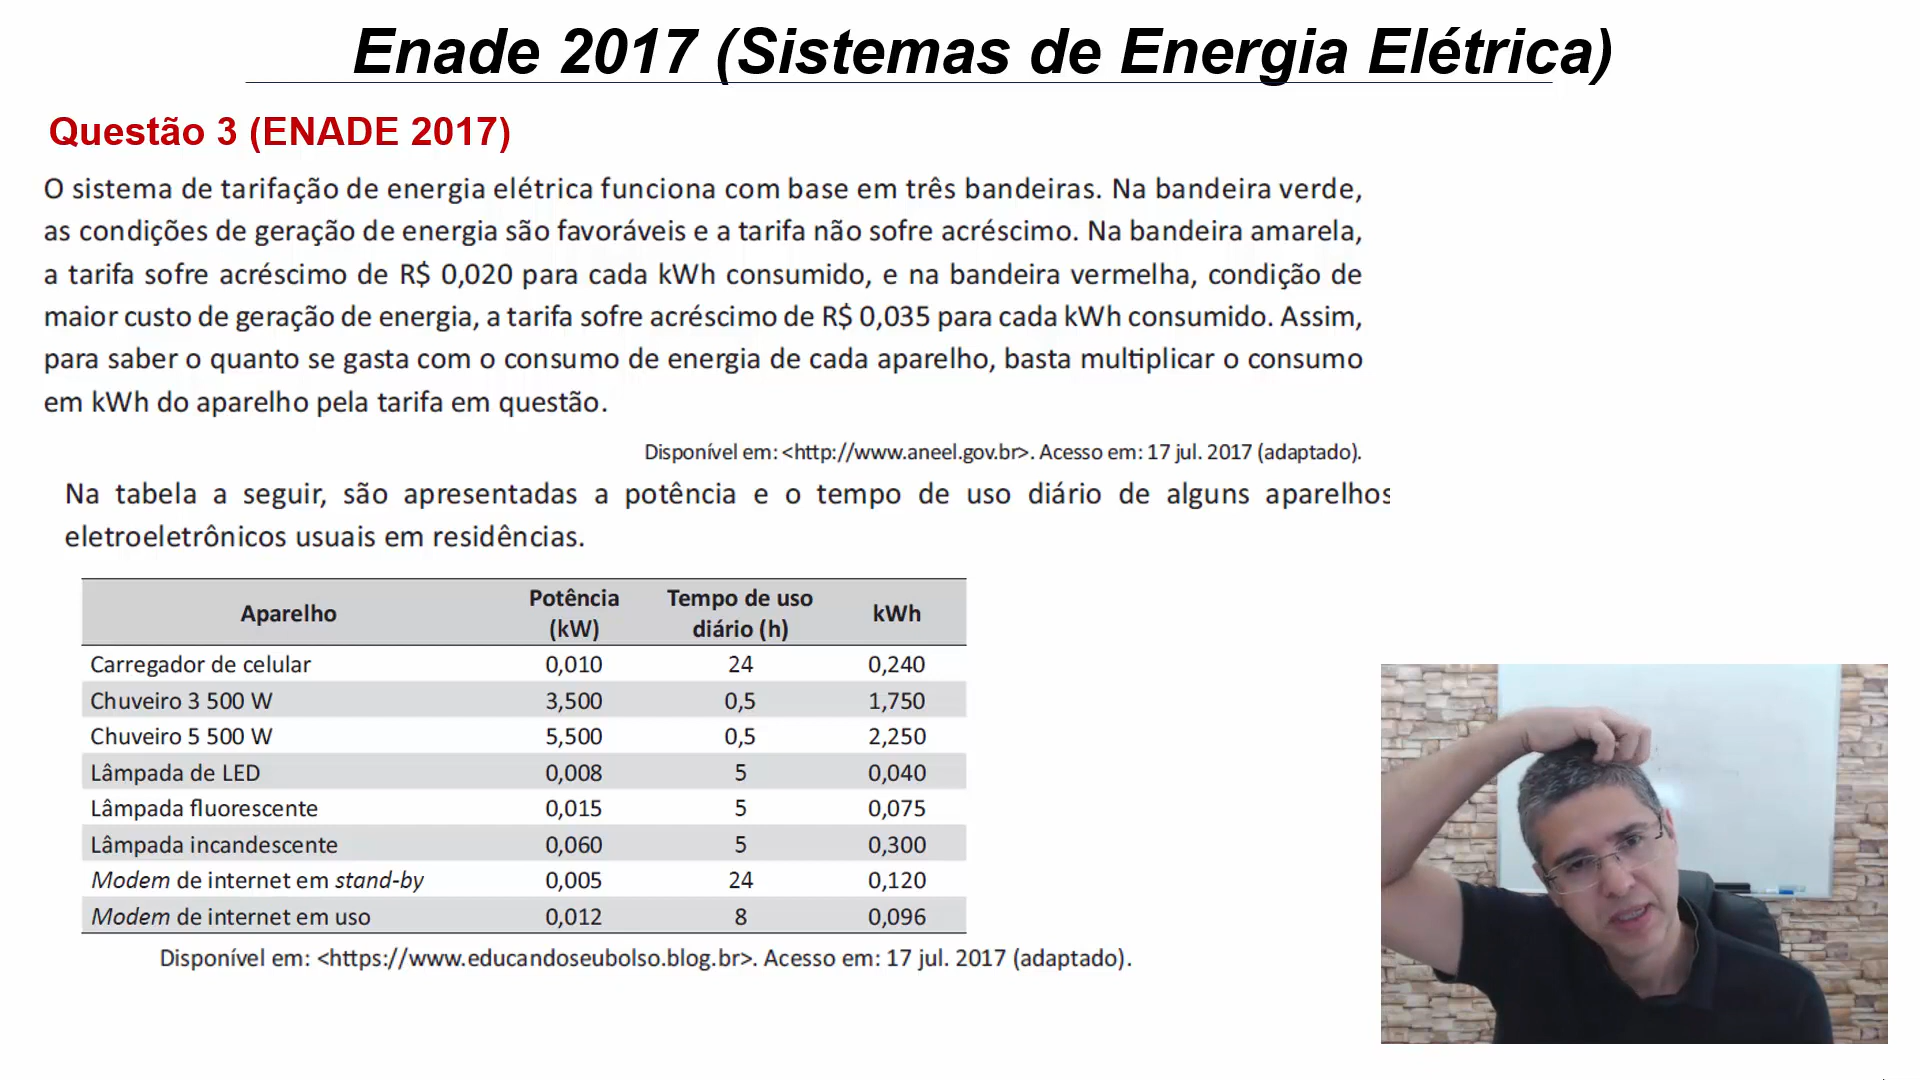 Enade 2017 (Sistemas de Energia Elétrica)
Questão 3 (ENADE 2017)
O sistema de tarifação de energia elétrica funciona com base em três bandeiras. Na bandeira verde,
as condições de geração de energia são favoráveis e a tarifa não sofre acréscimo. Na bandeira amarela,
a tarifa sofre acréscimo de R$ 0,020 para cada kWh consumido, e na bandeira vermelha, condição de
maior custo de geração de energia, a tarifa sofre acréscimo de R$ 0,035 para cada kWh consumido. Assim,
para saber o quanto se gasta com o consumo de energia de cada aparelho, basta multiplicar o consumo
em kWh do aparelho pela tarifa em questão.
Disponível em: <http://www.aneel.gov.br>. Acesso em: 17 jul. 2017 (adaptado).
Na tabela a seguir, são apresentadas a potência e o tempo de uso diário de alguns aparelhos
eletroeletrônicos usuais em residências.
Aparelho Potência (kW) Tempo de uso diário (h) kWh
Carregador de celular 0,010 24 0,240
Chuveiro 3 500 W 3,500 0,5 1,750
Chuveiro 5 500 W 5,500 0,5 2,250
Lâmpada de LED 0,008 5 0,040
Lâmpada fluorescente 0,015 5 0,075
Lâmpada incandescente 0,060 5 0,300
Modem de internet em stand-by 0,005 24 0,120
Modem de internet em uso 0,012 8 0,096
Disponível em: <https://www.educandoseubolso.blog.br>. Acesso em: 17 jul. 2017 (adaptado).